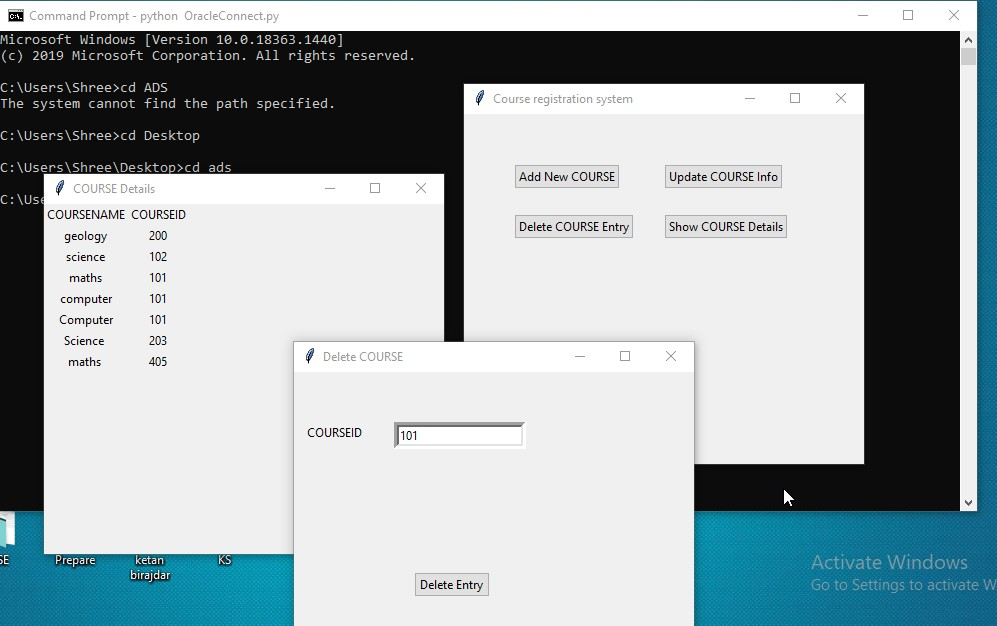 Command Prompt - python  OracleConnect.py
Microsoft Windows [Version 10.0.18363.1440]
(c) 2019 Microsoft Corporation. All rights reserved.
C:\Users\Shree>cd ADS
The system cannot find the path specified.
C:\Users\Shree>cd Desktop
C:\Users\Shree\Desktop>cd ads
C:\Us
Course registration system
Add New COURSE
Update COURSE Info
Delete COURSE Entry
Show COURSE Details
COURSE Details
COURSENAME COURSEID
geology 200
science 102
maths 101
computer 101
Computer 101
Science 203
maths 405
Delete COURSE
COURSEID 101
Delete Entry
SE
Prepare
ketan
birajdar
KS
Activate Windows
Go to Settings to activate W